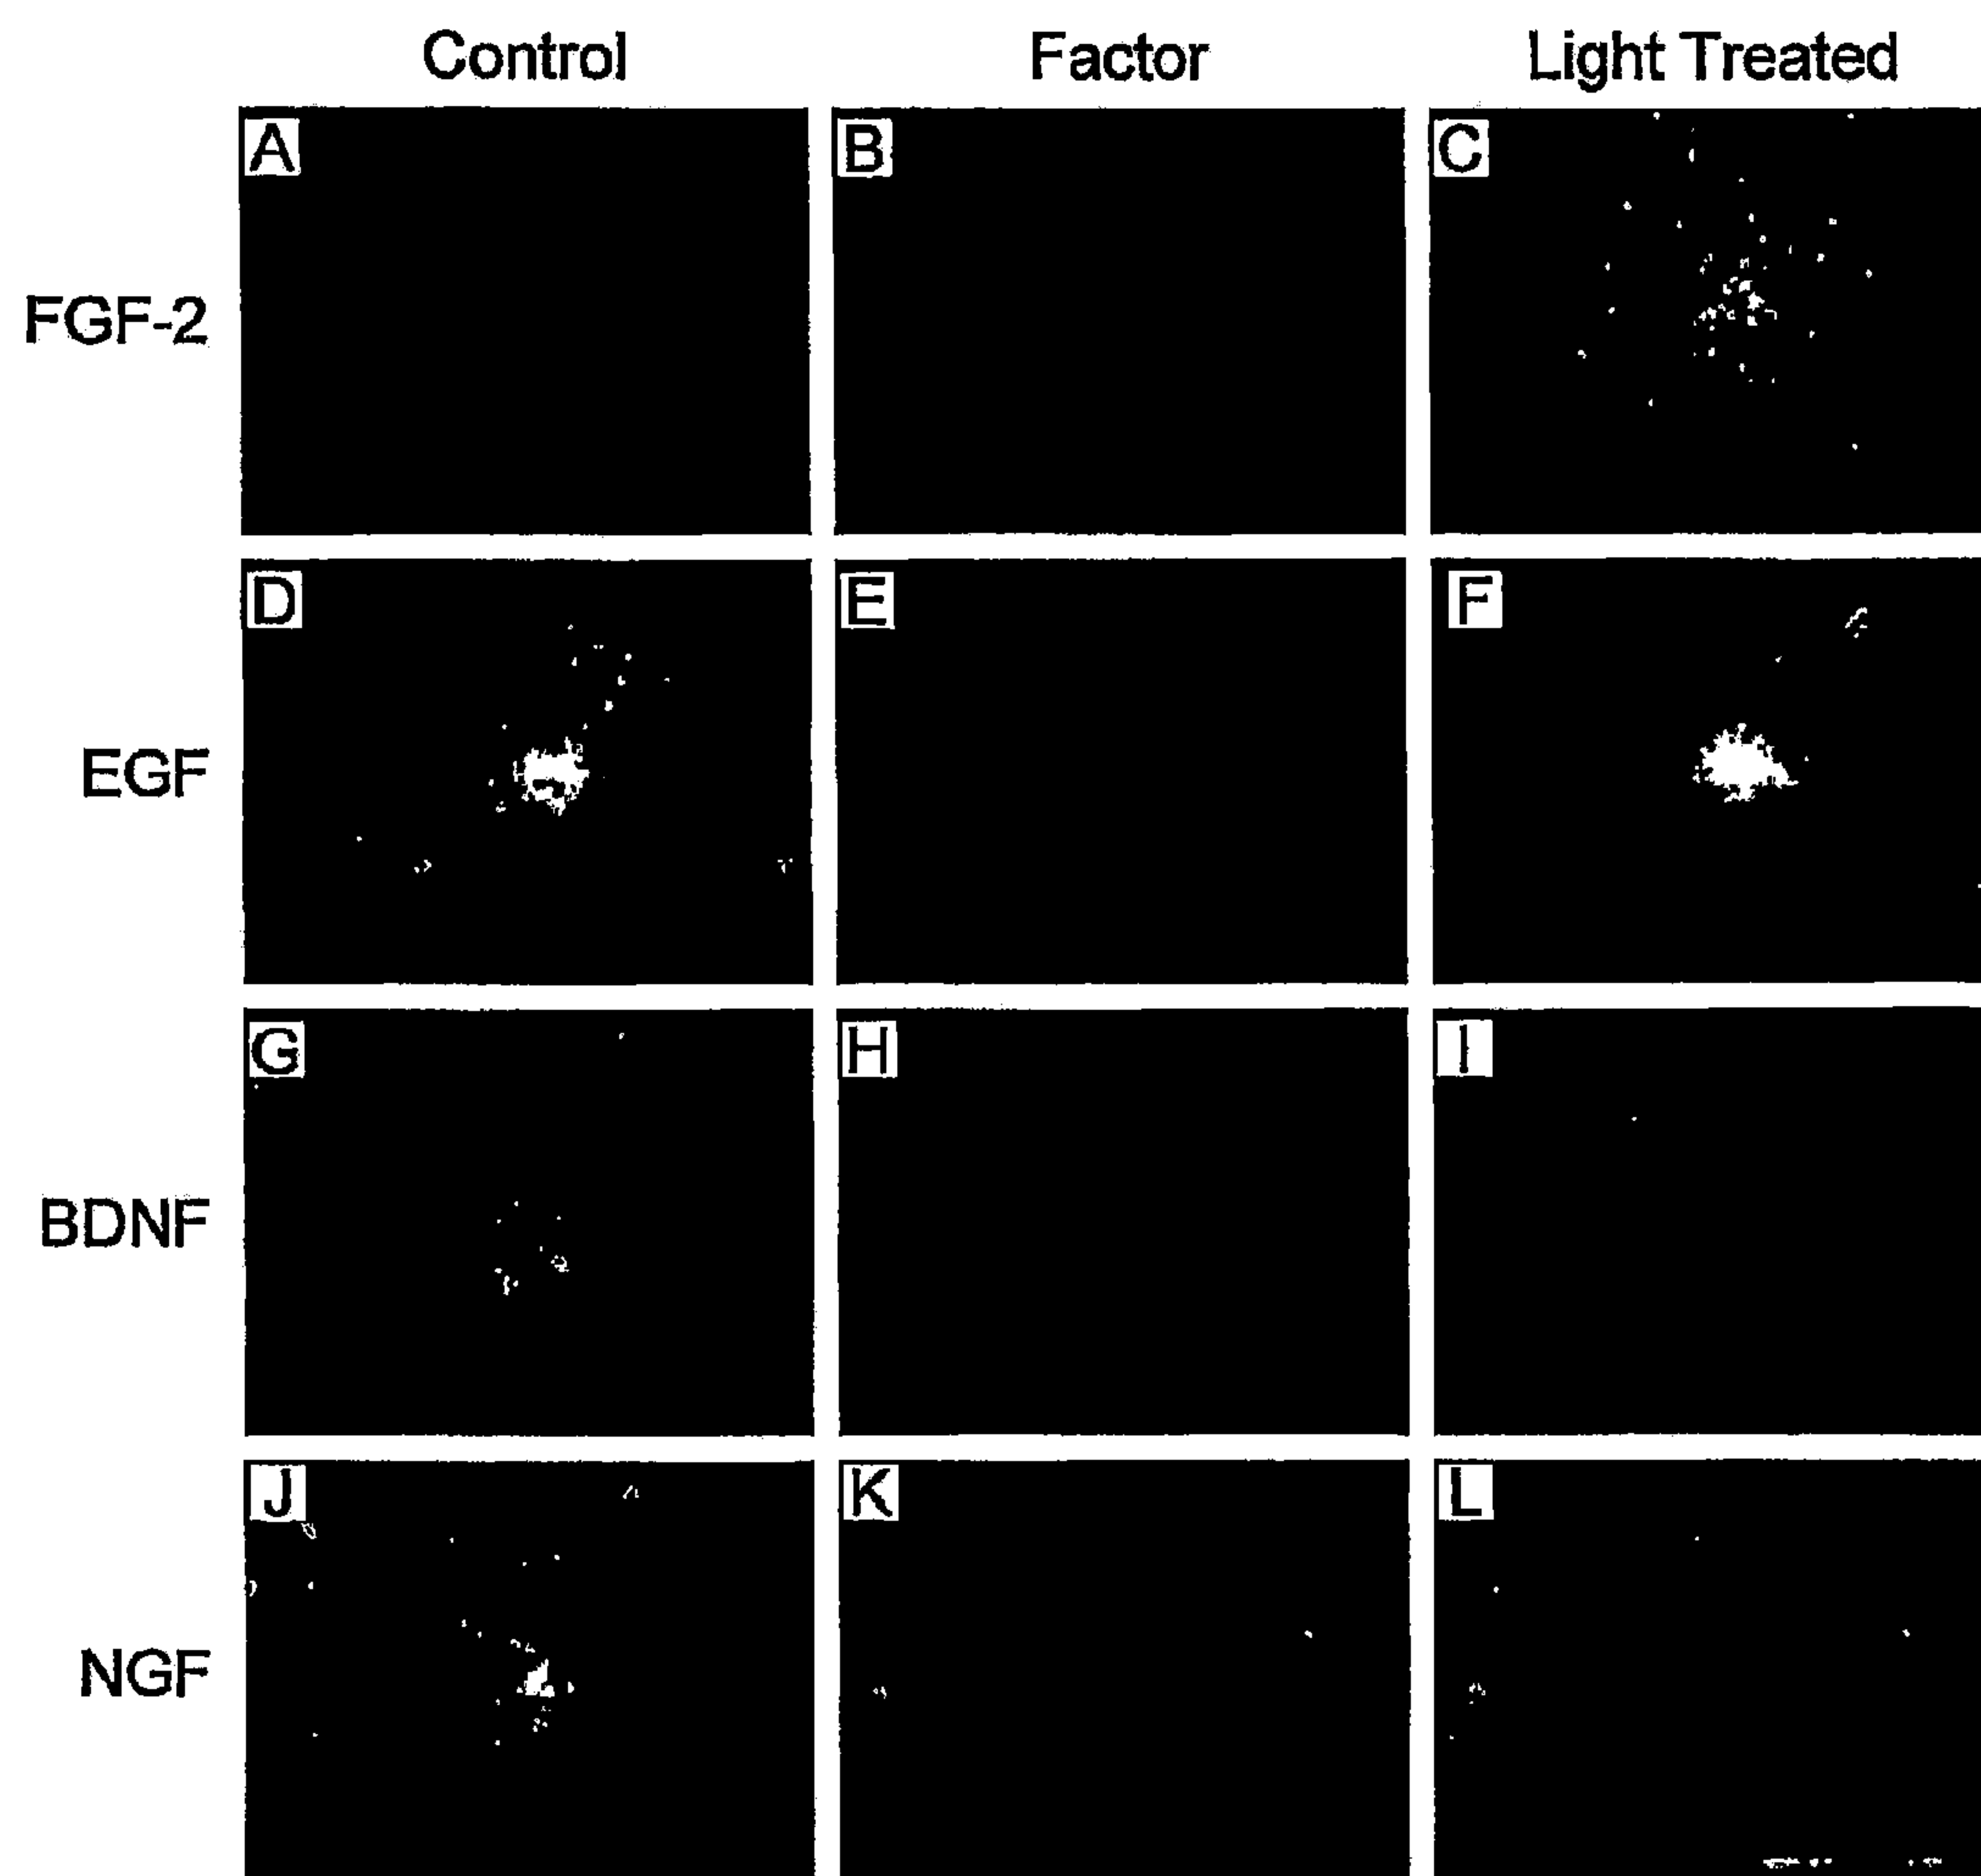 Control Factor Light Treated
A B C
FGF-2
D E F
EGF
G H I
BDNF
J K L
NGF